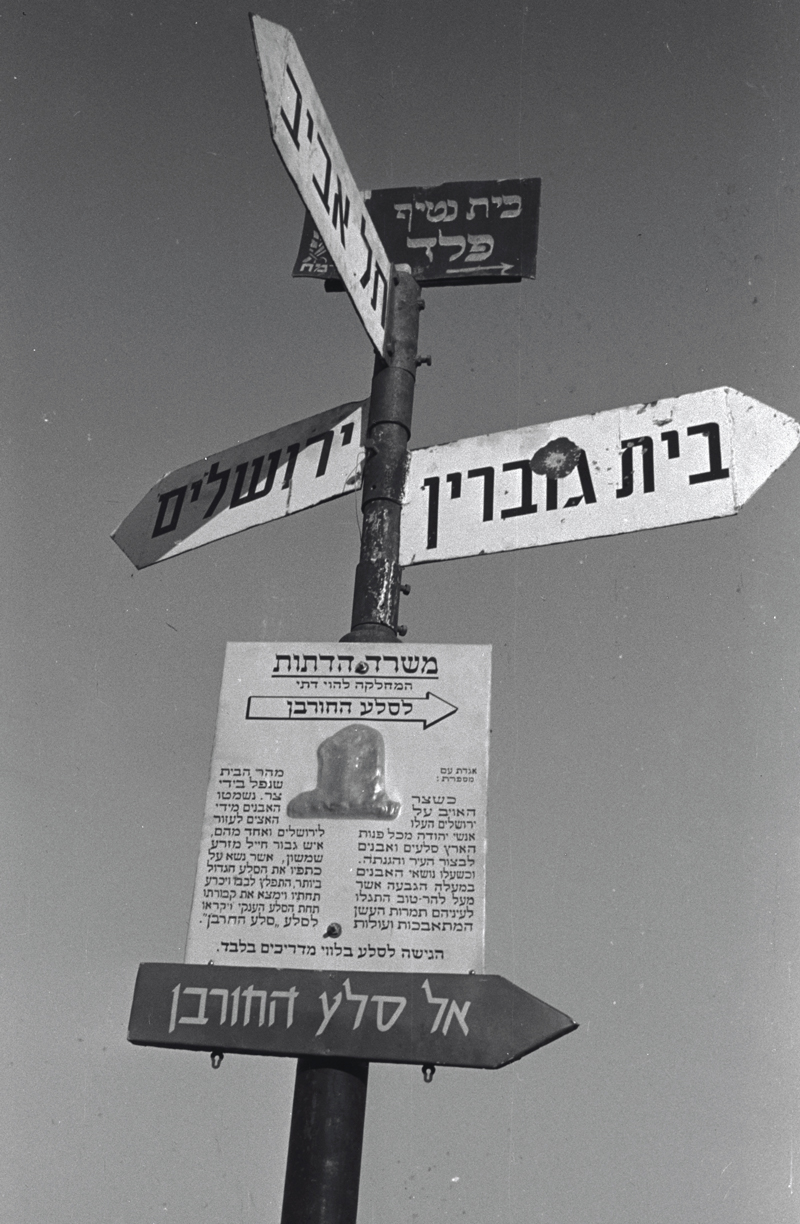 תל אביב
בית נטיף
פלד
ירושלים
בית גוברין
משרד הדתות
המחלקה להוי דתי
לסלע החורבן
אגדת עם
מספרת:
כשצר
האויב על
ירושלים העלו
אנשי יהודה מכל פנות
הארץ סלעים ואבנים
לבצור העיר והגנתה.
וכשעלו נושאי האבנים
במעלה הגבעה אשר
מעל להר-טוב התגלו
לעיניהם תמרות העשן
המתאבכות ועולות
מהר הבית
שנפל בידי
צר. נשמטו
האבנים מידי
האצים לעזור
לירושלים ואחד מהם,
איש גבור חייל מזרע
שמשון, אשר נשא על
כתפיו את הסלע הגדול
ביותר, התפלץ לבבו ויכרע
תחתיו וימצא את קבורתו
תחת הסלע הענקי ויקראו
לסלע „סלע החרבן".
הגישה לסלע בלווי מדריכים בלבד.
אל סלע החורבן